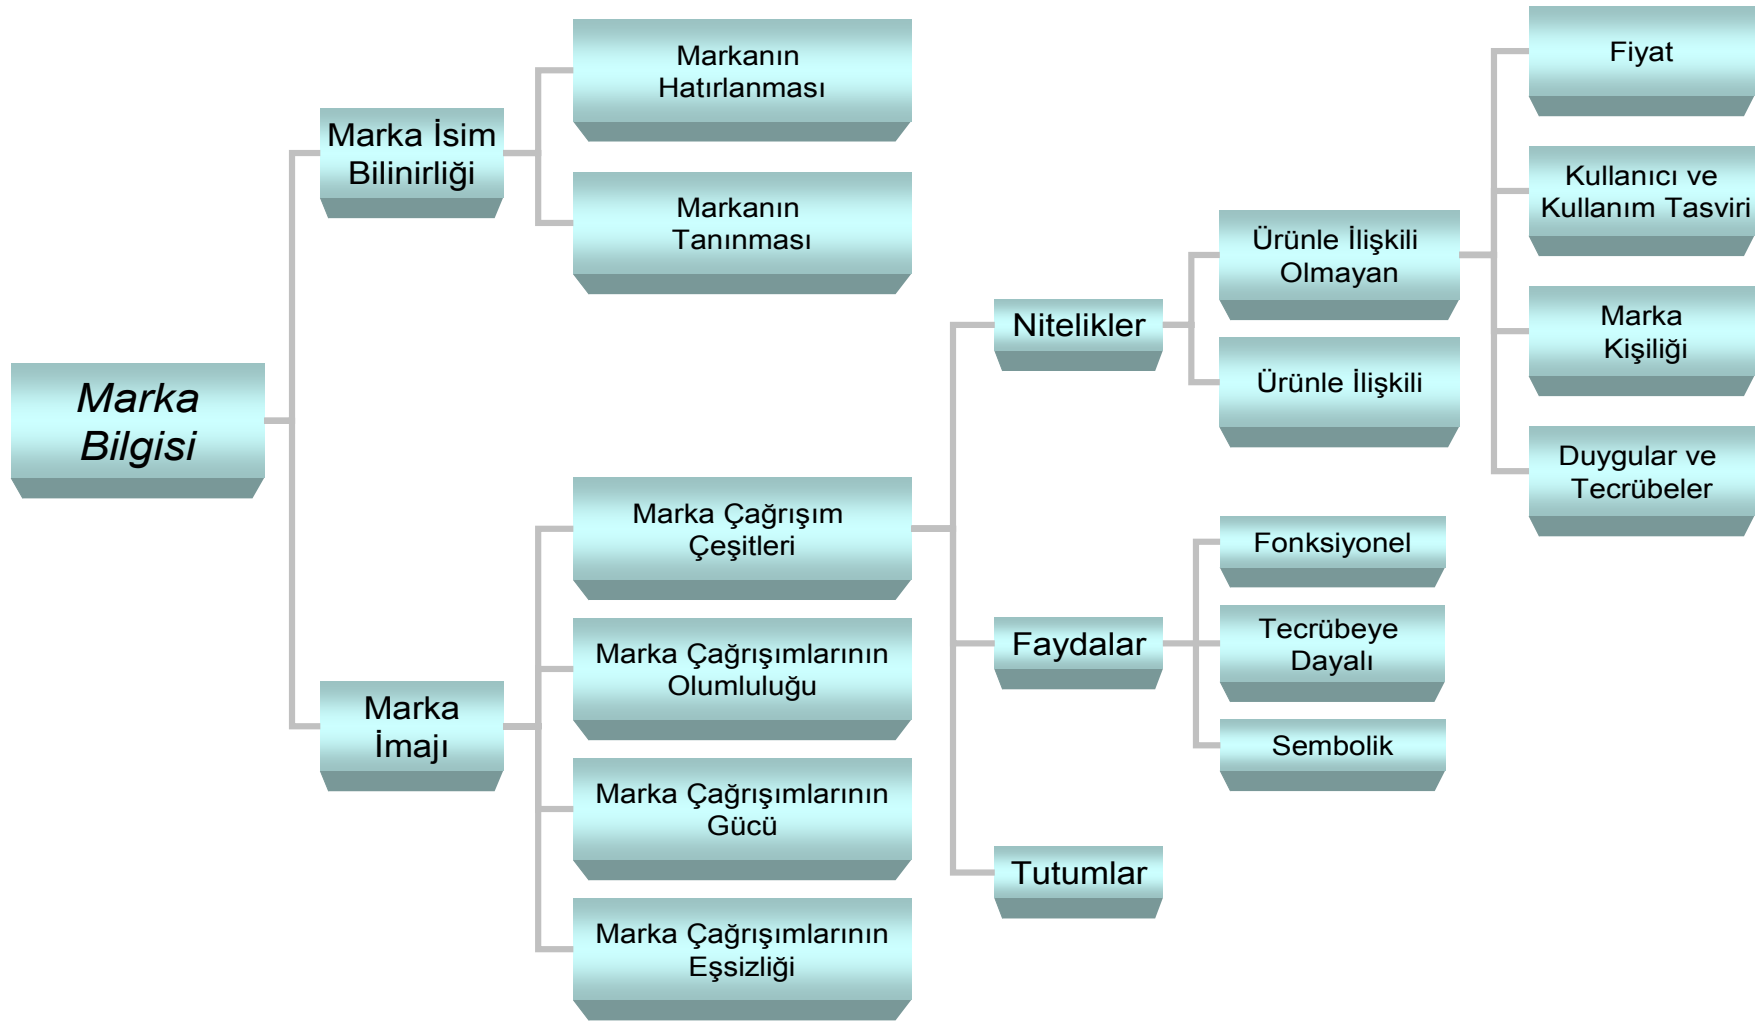 Marka
Bilgisi
Marka İsim
Bilinirliği
Markanın
Hatırlanması
Markanın
Tanınması
Marka
İmajı
Marka Çağrışım
Çeşitleri
Marka Çağrışımlarının
Olumluluğu
Marka Çağrışımlarının
Gücü
Marka Çağrışımlarının
Eşsizliği
Nitelikler
Ürünle İlişkili
Olmayan
Ürünle İlişkili
Fiyat
Kullanıcı ve
Kullanım Tasviri
Marka
Kişiliği
Duygular ve
Tecrübeler
Faydalar
Fonksiyonel
Tecrübeye
Dayalı
Sembolik
Tutumlar